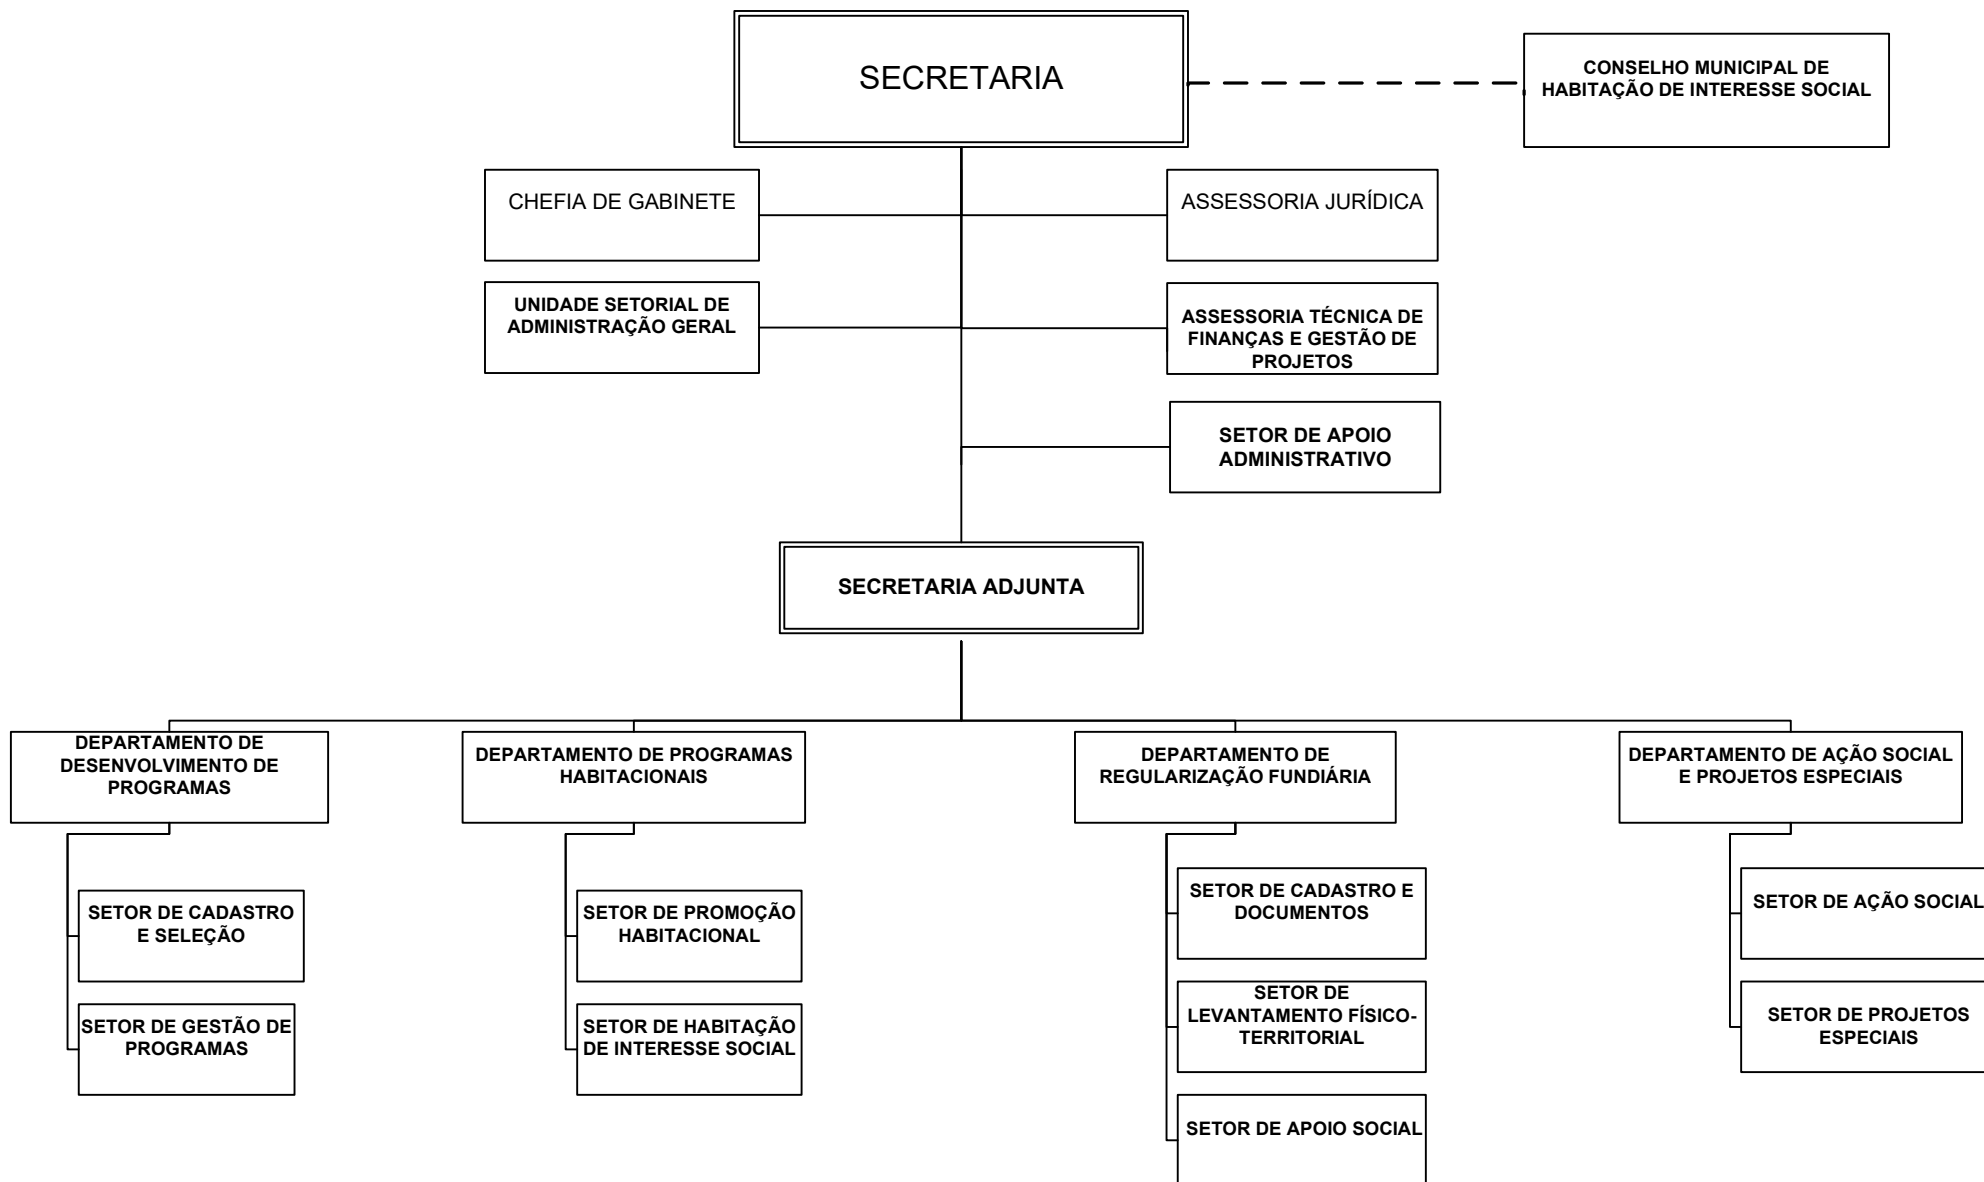 SECRETARIA
CONSELHO MUNICIPAL DE
HABITAÇÃO DE INTERESSE SOCIAL
CHEFIA DE GABINETE
ASSESSORIA JURÍDICA
UNIDADE SETORIAL DE
ADMINISTRAÇÃO GERAL
ASSESSORIA TÉCNICA DE
FINANÇAS E GESTÃO DE
PROJETOS
SETOR DE APOIO
ADMINISTRATIVO
SECRETARIA ADJUNTA
DEPARTAMENTO DE
DESENVOLVIMENTO DE
PROGRAMAS
DEPARTAMENTO DE PROGRAMAS
HABITACIONAIS
DEPARTAMENTO DE
REGULARIZAÇÃO FUNDIÁRIA
DEPARTAMENTO DE AÇÃO SOCIAL
E PROJETOS ESPECIAIS
SETOR DE CADASTRO
E SELEÇÃO
SETOR DE GESTÃO DE
PROGRAMAS
SETOR DE PROMOÇÃO
HABITACIONAL
SETOR DE HABITAÇÃO
DE INTERESSE SOCIAL
SETOR DE CADASTRO E
DOCUMENTOS
SETOR DE
LEVANTAMENTO FÍSICO-
TERRITORIAL
SETOR DE APOIO SOCIAL
SETOR DE AÇÃO SOCIAL
SETOR DE PROJETOS
ESPECIAIS